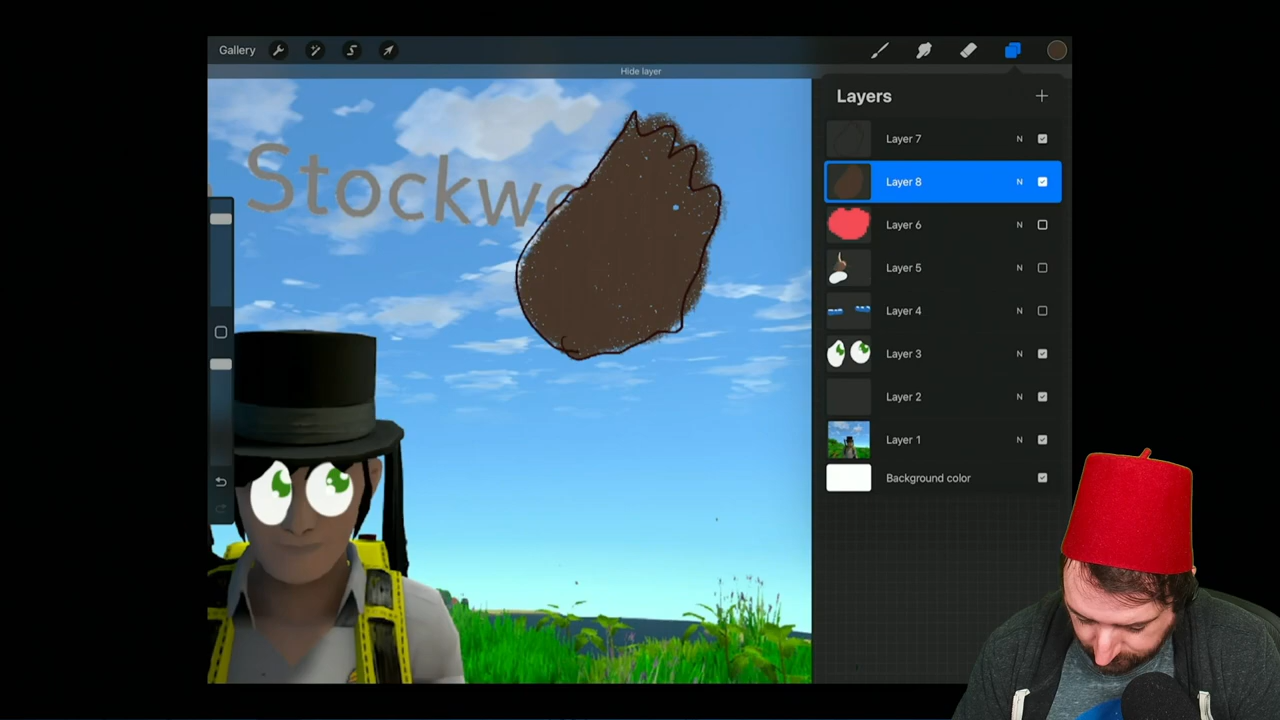 Gallery
Hide layer
Layers
Stockw
Layer 7 N
Layer 8 N
Layer 6 N
Layer 5 N
Layer 4 N
Layer 3 N
Layer 2 N
Layer 1 N
Background color